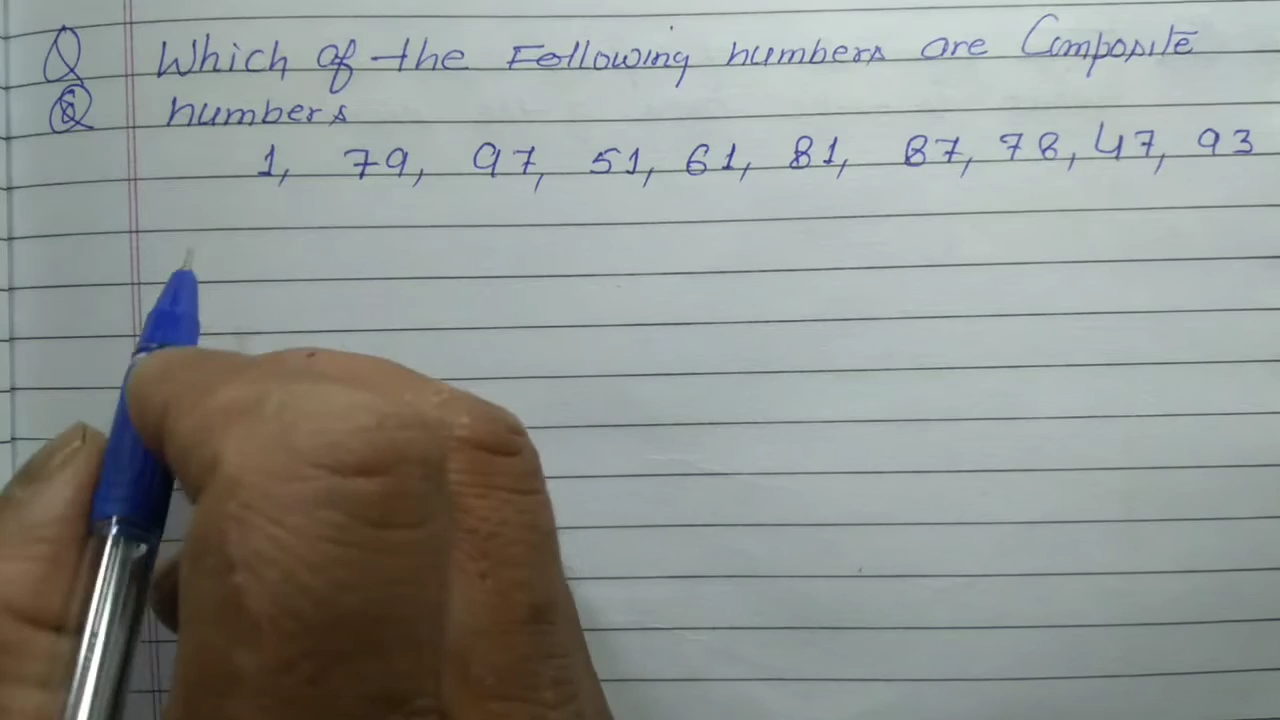 Q Which of the Following numbers are Composite
Q numbers
1, 79, 97, 51, 61, 81, 87, 78, 47, 93